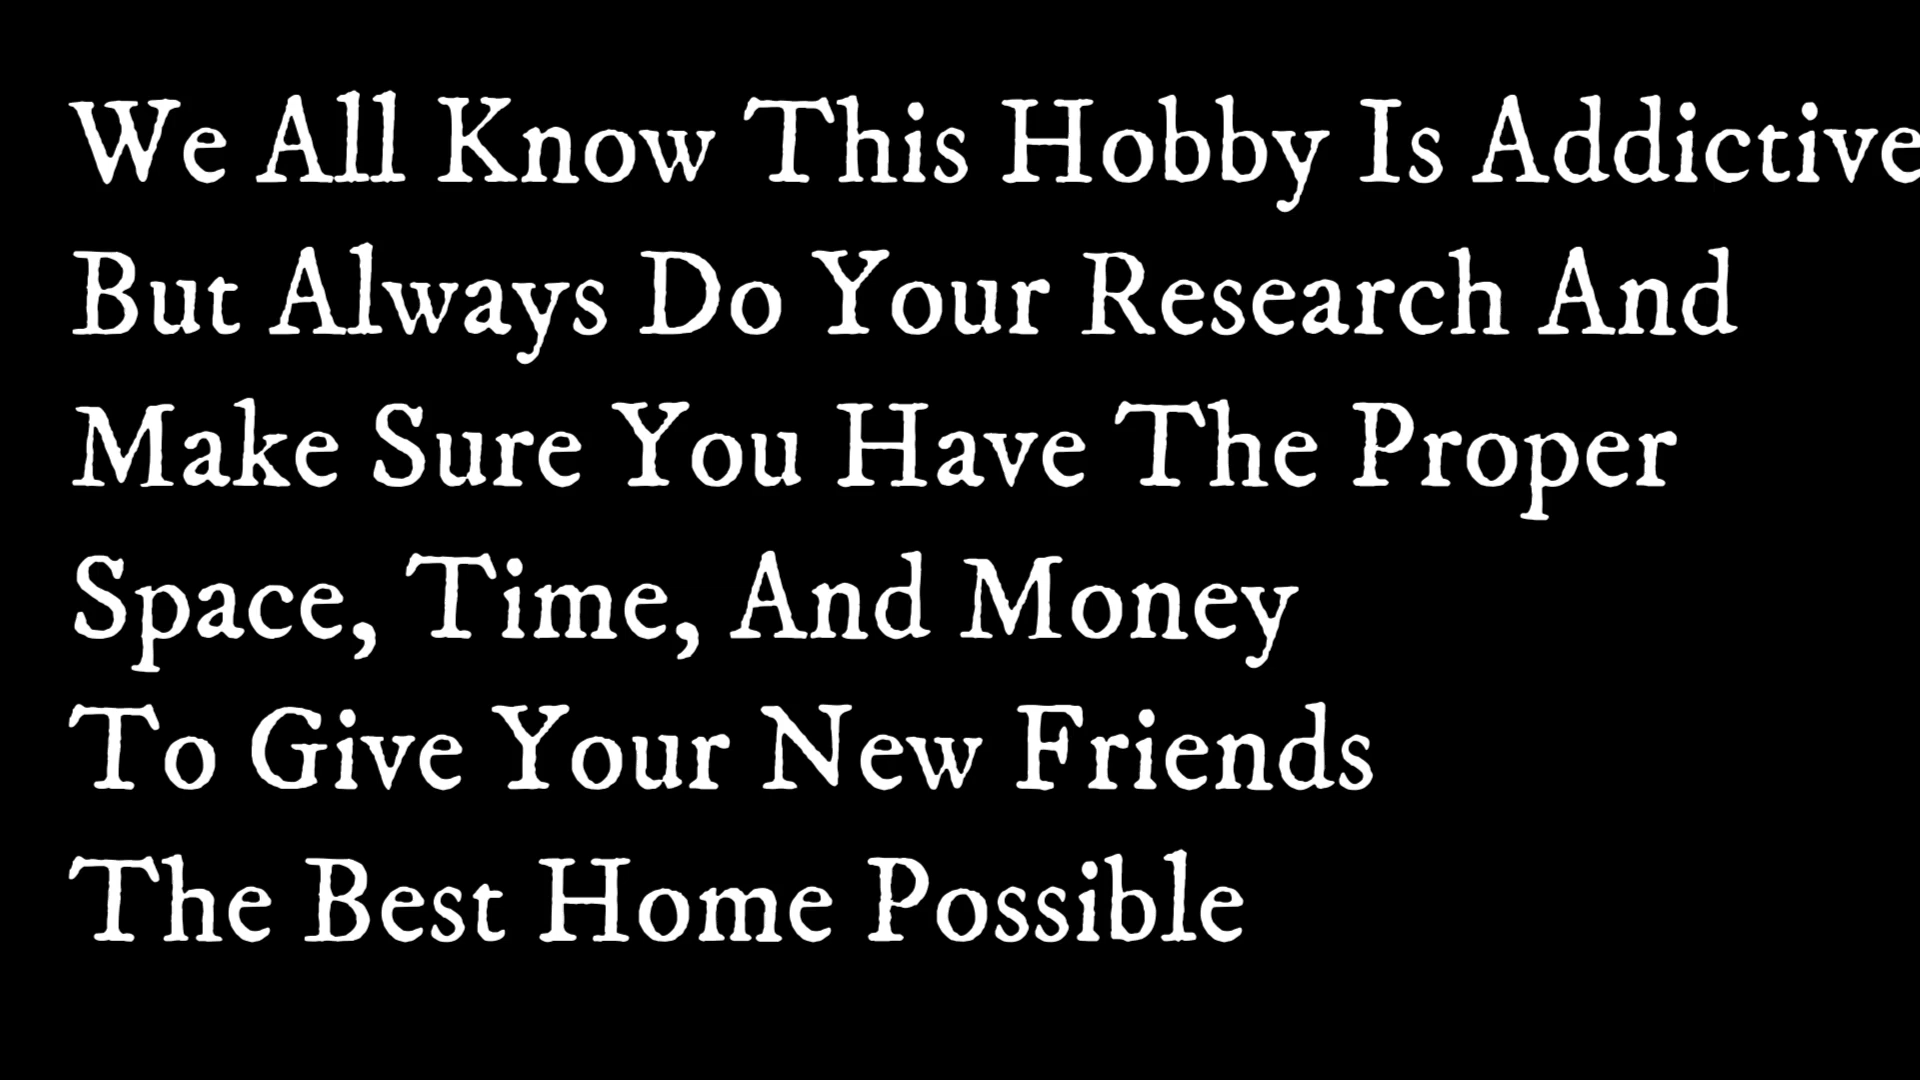 We All Know This Hobby Is Addictive
But Always Do Your Research And
Make Sure You Have The Proper
Space, Time, And Money
To Give Your New Friends
The Best Home Possible